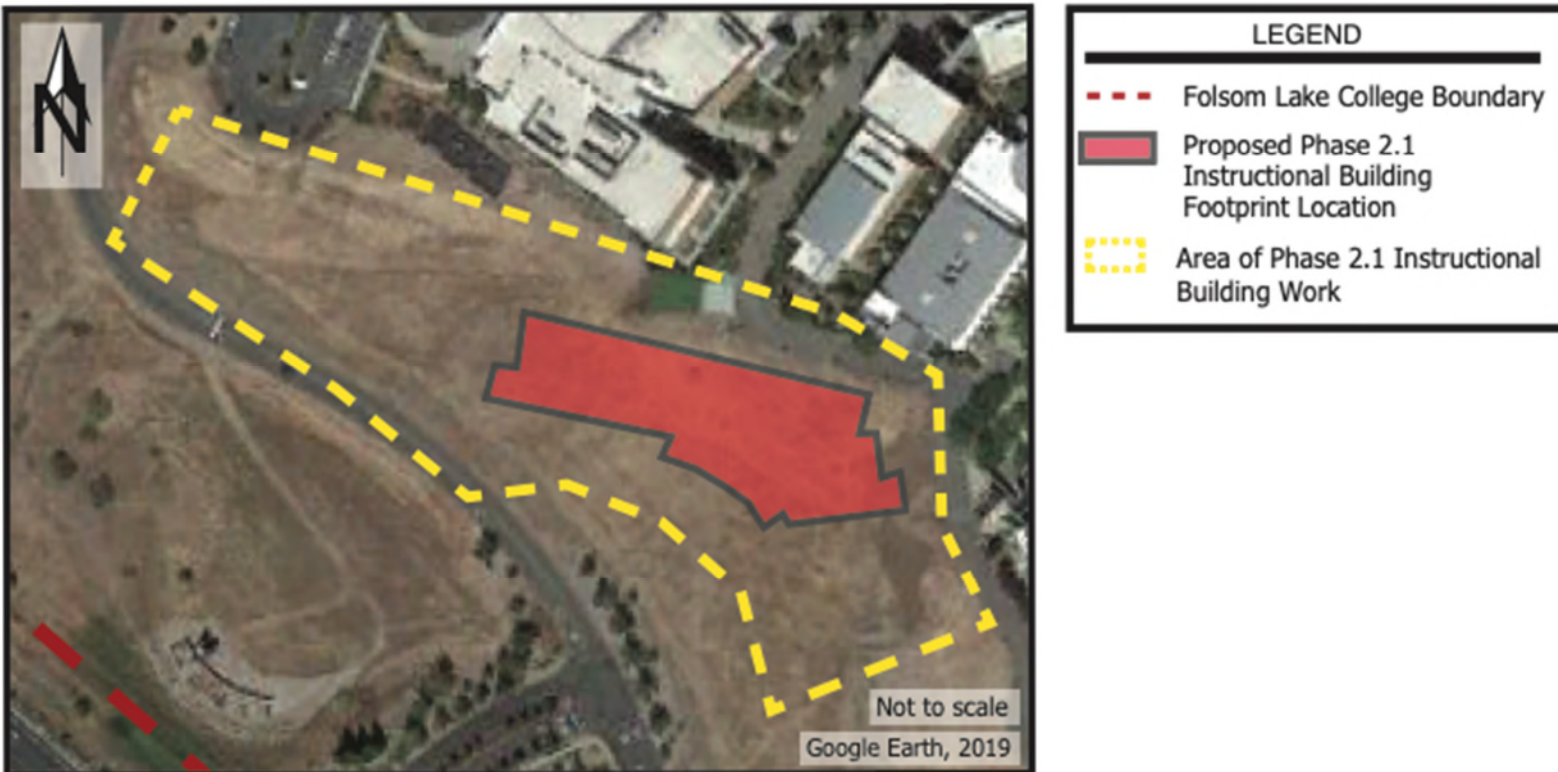 N
Not to scale
Google Earth, 2019
LEGEND
Folsom Lake College Boundary
Proposed Phase 2.1
Instructional Building
Footprint Location
Area of Phase 2.1 Instructional
Building Work